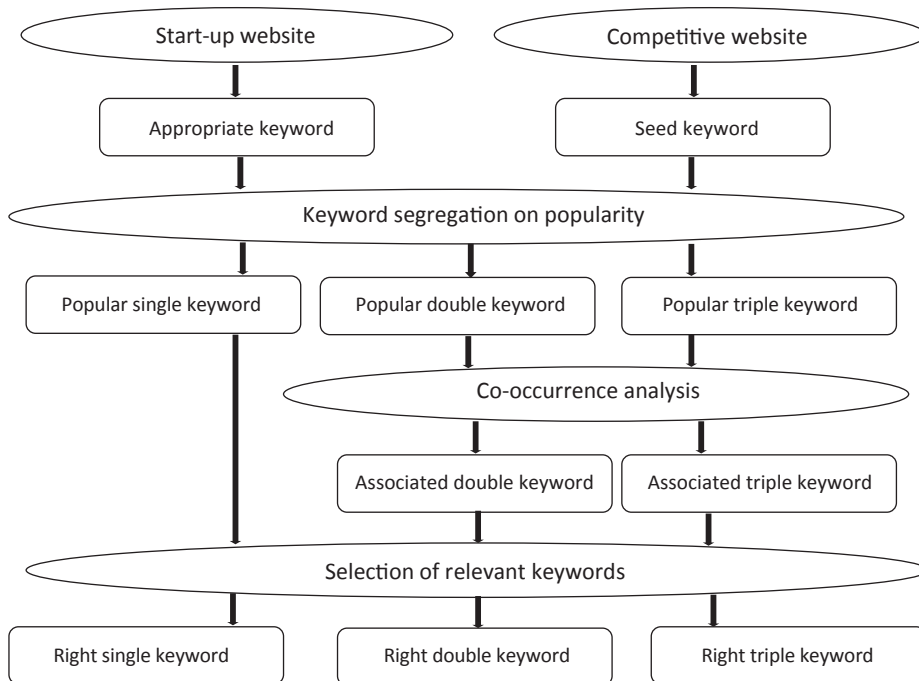 Start-up website
Competitive website
Appropriate keyword
Seed keyword
Keyword segregation on popularity
Popular single keyword
Popular double keyword
Popular triple keyword
Co-occurrence analysis
Associated double keyword
Associated triple keyword
Selection of relevant keywords
Right single keyword
Right double keyword
Right triple keyword